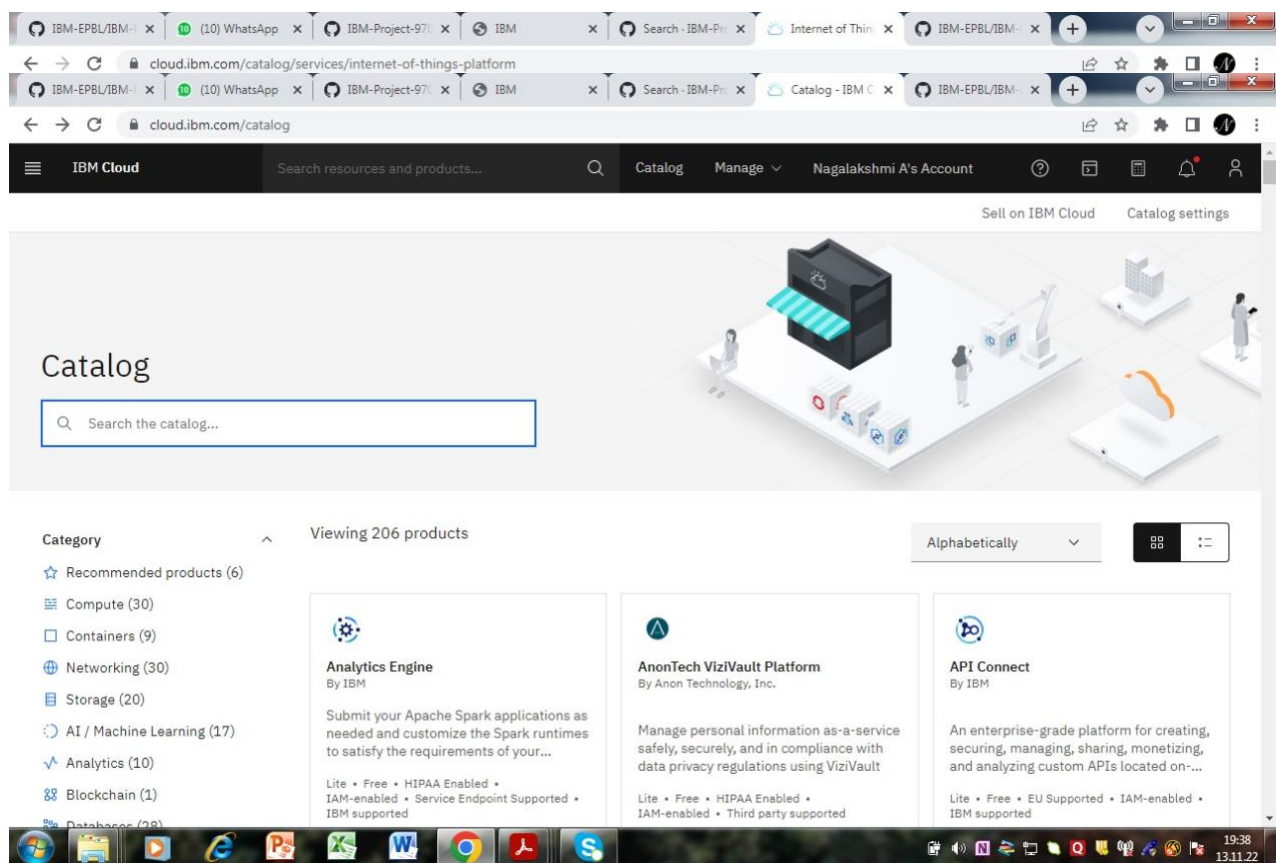 IBM-EPBL/IBM- (10) WhatsApp IBM-Project-970 IBM Search · IBM-Pro Internet of Thin IBM-EPBL/IBM-
cloud.ibm.com/catalog/services/internet-of-things-platform
IBM-EPBL/IBM- (10) WhatsApp IBM-Project-970 IBM Search · IBM-Pro Catalog - IBM C IBM-EPBL/IBM-
cloud.ibm.com/catalog
IBM Cloud Search resources and products... Catalog Manage Nagalakshmi A's Account
Sell on IBM Cloud Catalog settings
Catalog
Search the catalog...
Category
Recommended products (6)
Compute (30)
Containers (9)
Networking (30)
Storage (20)
AI / Machine Learning (17)
Analytics (10)
Blockchain (1)
Databases (28)
Viewing 206 products
Alphabetically
Analytics Engine
By IBM
Submit your Apache Spark applications as
needed and customize the Spark runtimes
to satisfy the requirements of your...
Lite • Free • HIPAA Enabled •
IAM-enabled • Service Endpoint Supported •
IBM supported
AnonTech ViziVault Platform
By Anon Technology, Inc.
Manage personal information as-a-service
safely, securely, and in compliance with
data privacy regulations using ViziVault
Lite • Free • HIPAA Enabled •
IAM-enabled • Third party supported
API Connect
By IBM
An enterprise-grade platform for creating,
securing, managing, sharing, monetizing,
and analyzing custom APIs located on-...
Lite • Free • EU Supported • IAM-enabled •
IBM supported
19:38
13.11.22